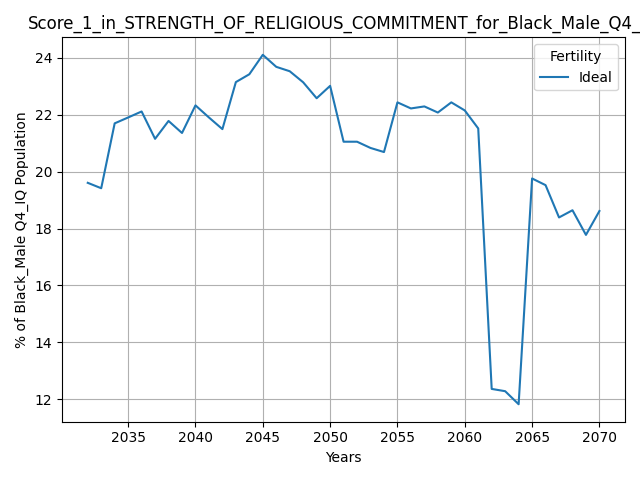 Score_1_in_STRENGTH_OF_RELIGIOUS_COMMITMENT_for_Black_Male_Q4_
Fertility
Ideal
% of Black_Male Q4_IQ Population
24
22
20
18
16
14
12
2035 2040 2045 2050 2055 2060 2065 2070
Years